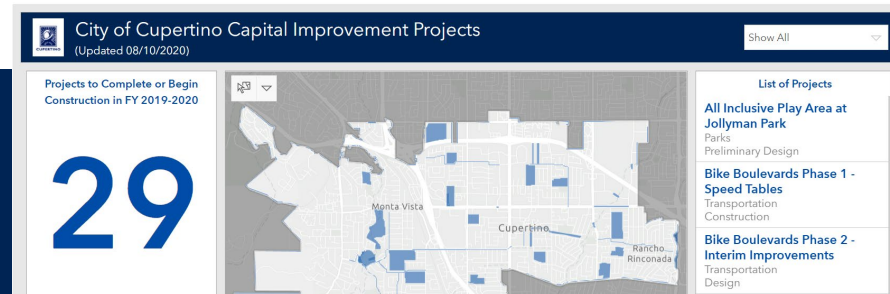 City of Cupertino Capital Improvement Projects
(Updated 08/10/2020)
CUPERTINO
Show All
Projects to Complete or Begin
Construction in FY 2019-2020
29
Monta Vista
Cupertino
Rancho
Rinconada
List of Projects
All Inclusive Play Area at
Jollyman Park
Parks
Preliminary Design
Bike Boulevards Phase 1 -
Speed Tables
Transportation
Construction
Bike Boulevards Phase 2 -
Interim Improvements
Transportation
Design